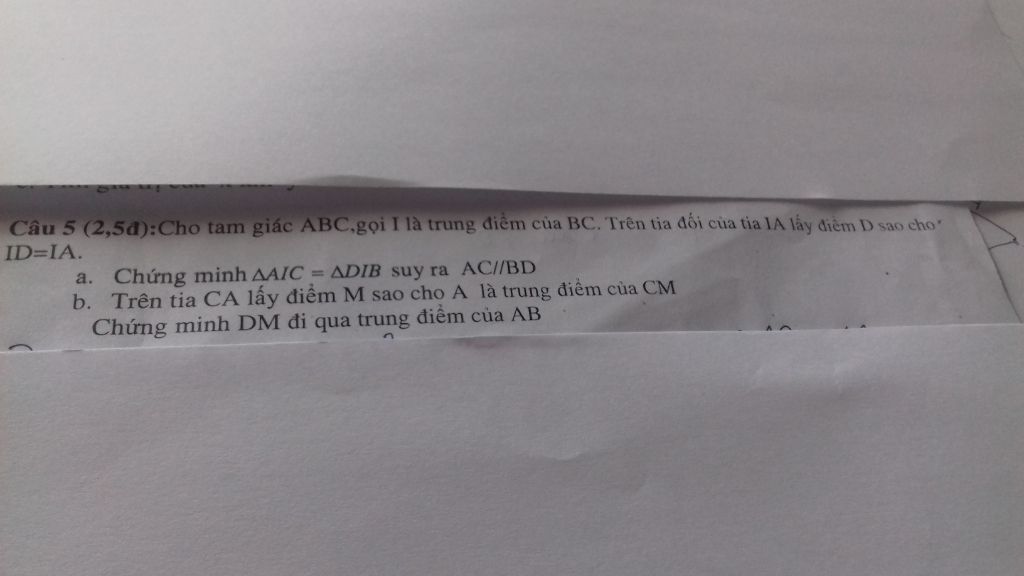 Câu 5 (2,5đ):Cho tam giác ABC,gọi I là trung điểm của BC. Trên tia đối của tia IA lấy điểm D sao cho
ID=IA.
a. Chứng minh ΔAIC = ΔDIB suy ra AC//BD
b. Trên tia CA lấy điểm M sao cho A là trung điểm của CM
Chứng minh DM đi qua trung điểm của AB